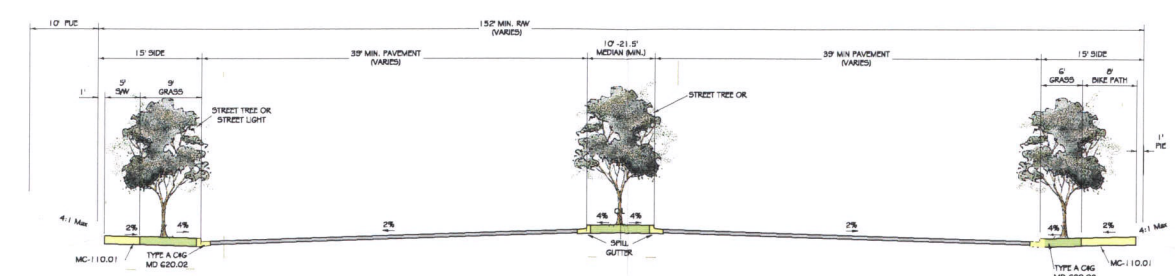 10' PUE
152' MIN. R/W
(VARIES)
15' SIDE
39' MIN. PAVEMENT
(VARIES)
10' -21.5'
MEDIAN (MIN.)
39' MIN PAVEMENT
(VARIES)
15' SIDE
1'
5'
S/W
9'
GRASS
6'
GRASS
8'
BIKE PATH
1'
PIE
STREET TREE OR
STREET LIGHT
STREET TREE OR
4:1 Max
2%
4%
2%
4%
4%
2%
4%
2%
4:1 Max
MC-110.01
TYPE A C&G
MD 620.02
SPILL
GUTTER
TYPE A C&G
MC-110.01